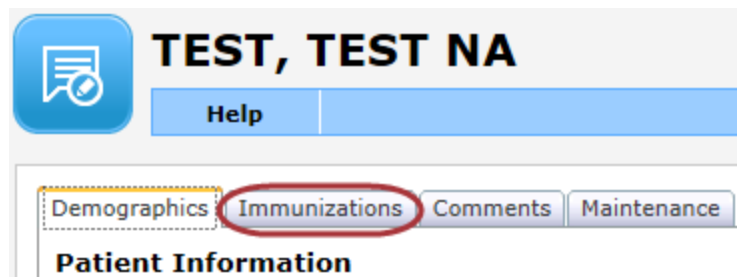 TEST, TEST NA
Help
Demographics Immunizations Comments Maintenance
Patient Information